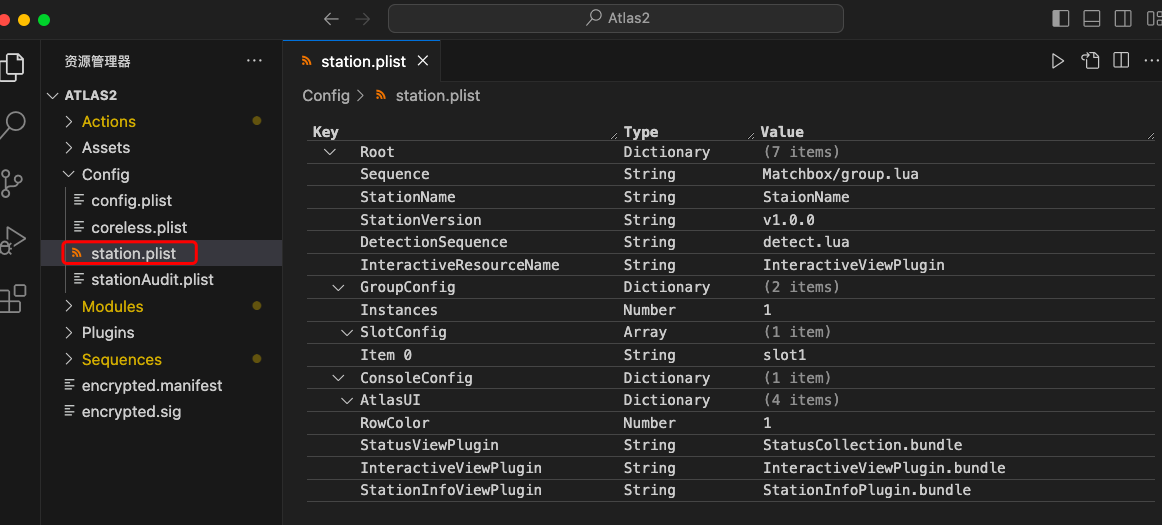 Atlas2
资源管理器
station.plist
ATLAS2
Actions
Assets
Config
config.plist
coreless.plist
station.plist
stationAudit.plist
Modules
Plugins
Sequences
encrypted.manifest
encrypted.sig
Config > station.plist
Key Type Value
Root Dictionary (7 items)
Sequence String Matchbox/group.lua
StationName String StaionName
StationVersion String v1.0.0
DetectionSequence String detect.lua
InteractiveResourceName String InteractiveViewPlugin
GroupConfig Dictionary (2 items)
Instances Number 1
SlotConfig Array (1 item)
Item 0 String slot1
ConsoleConfig Dictionary (1 item)
AtlasUI Dictionary (4 items)
RowColor Number 1
StatusViewPlugin String StatusCollection.bundle
InteractiveViewPlugin String InteractiveViewPlugin.bundle
StationInfoViewPlugin String StationInfoPlugin.bundle